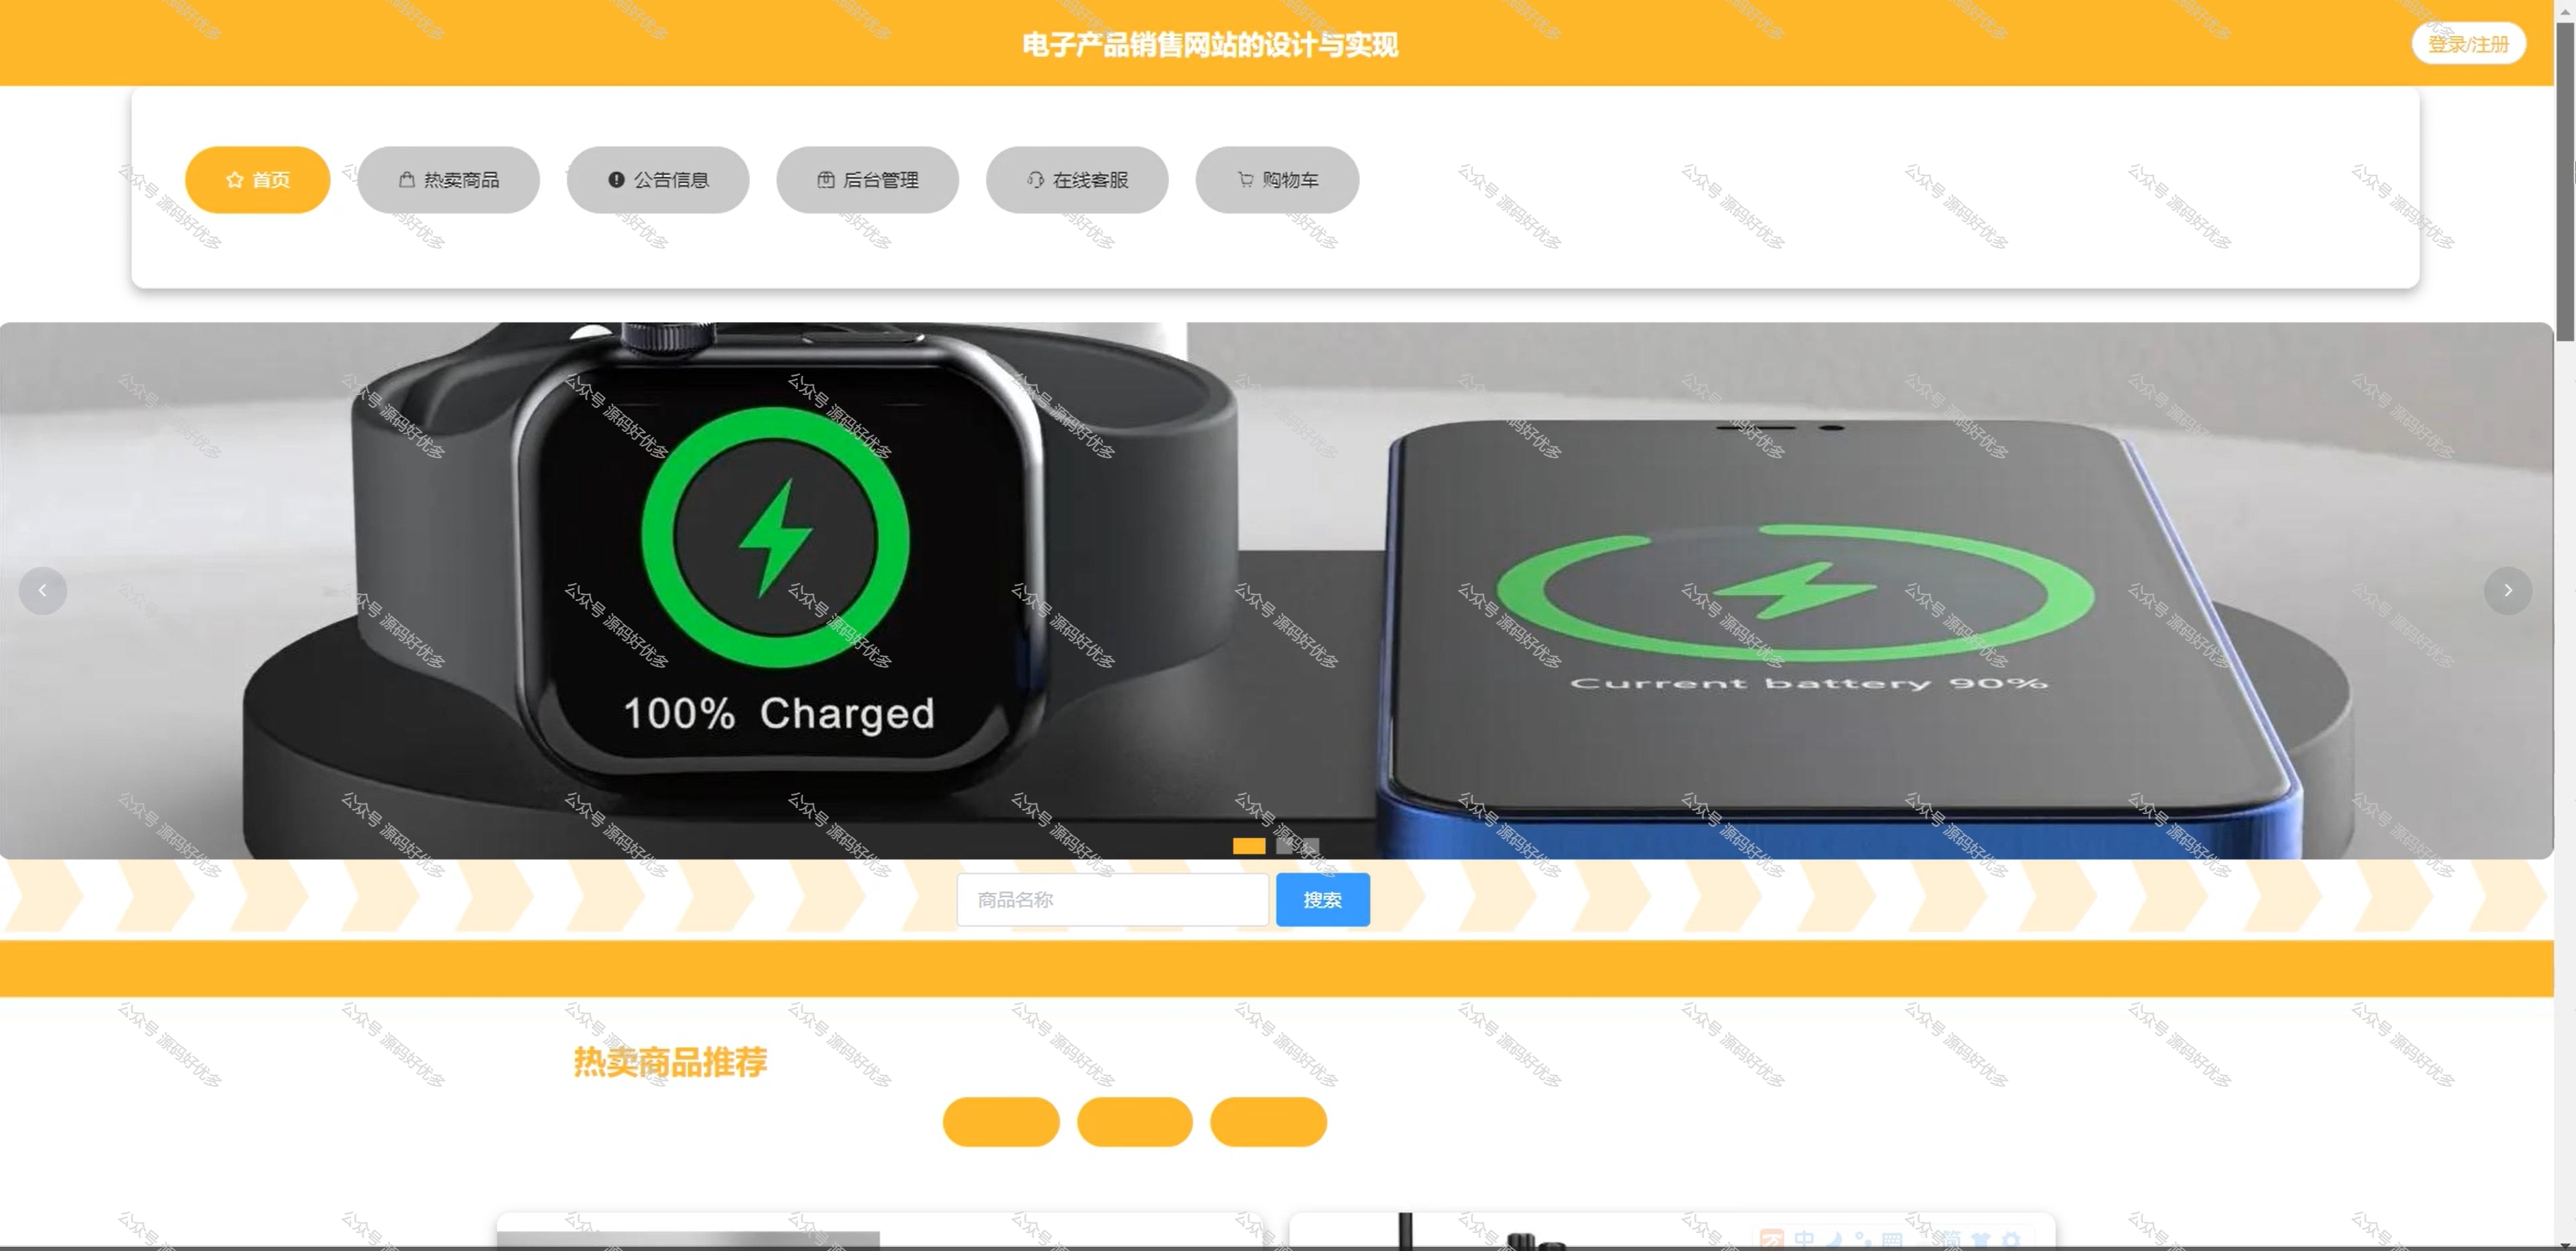 电子产品销售网站的设计与实现
登录/注册
首页
热卖商品
公告信息
后台管理
在线客服
购物车
100% Charged
Current battery 90%
商品名称
搜索
热卖商品推荐
公众号 源码好优多
中
简